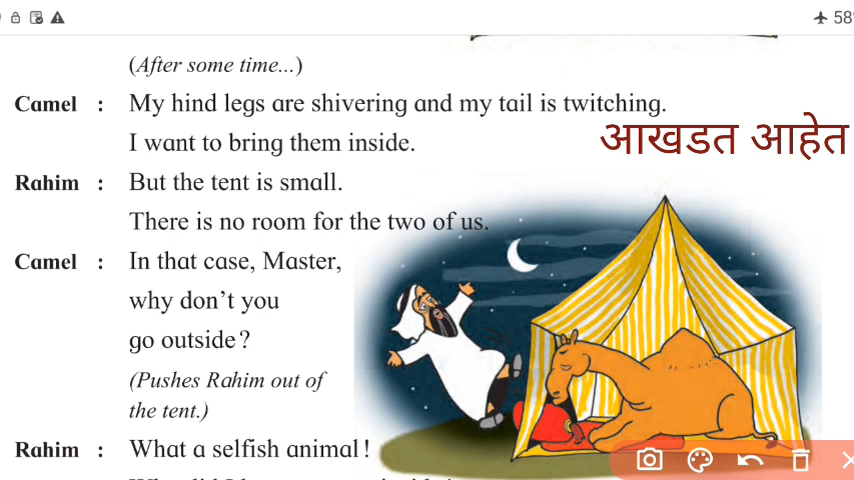 58
(After some time...)
Camel : My hind legs are shivering and my tail is twitching.
I want to bring them inside.
आखडत आहेत
Rahim : But the tent is small.
There is no room for the two of us.
Camel : In that case, Master,
why don't you
go outside?
(Pushes Rahim out of
the tent.)
Rahim : What a selfish animal!